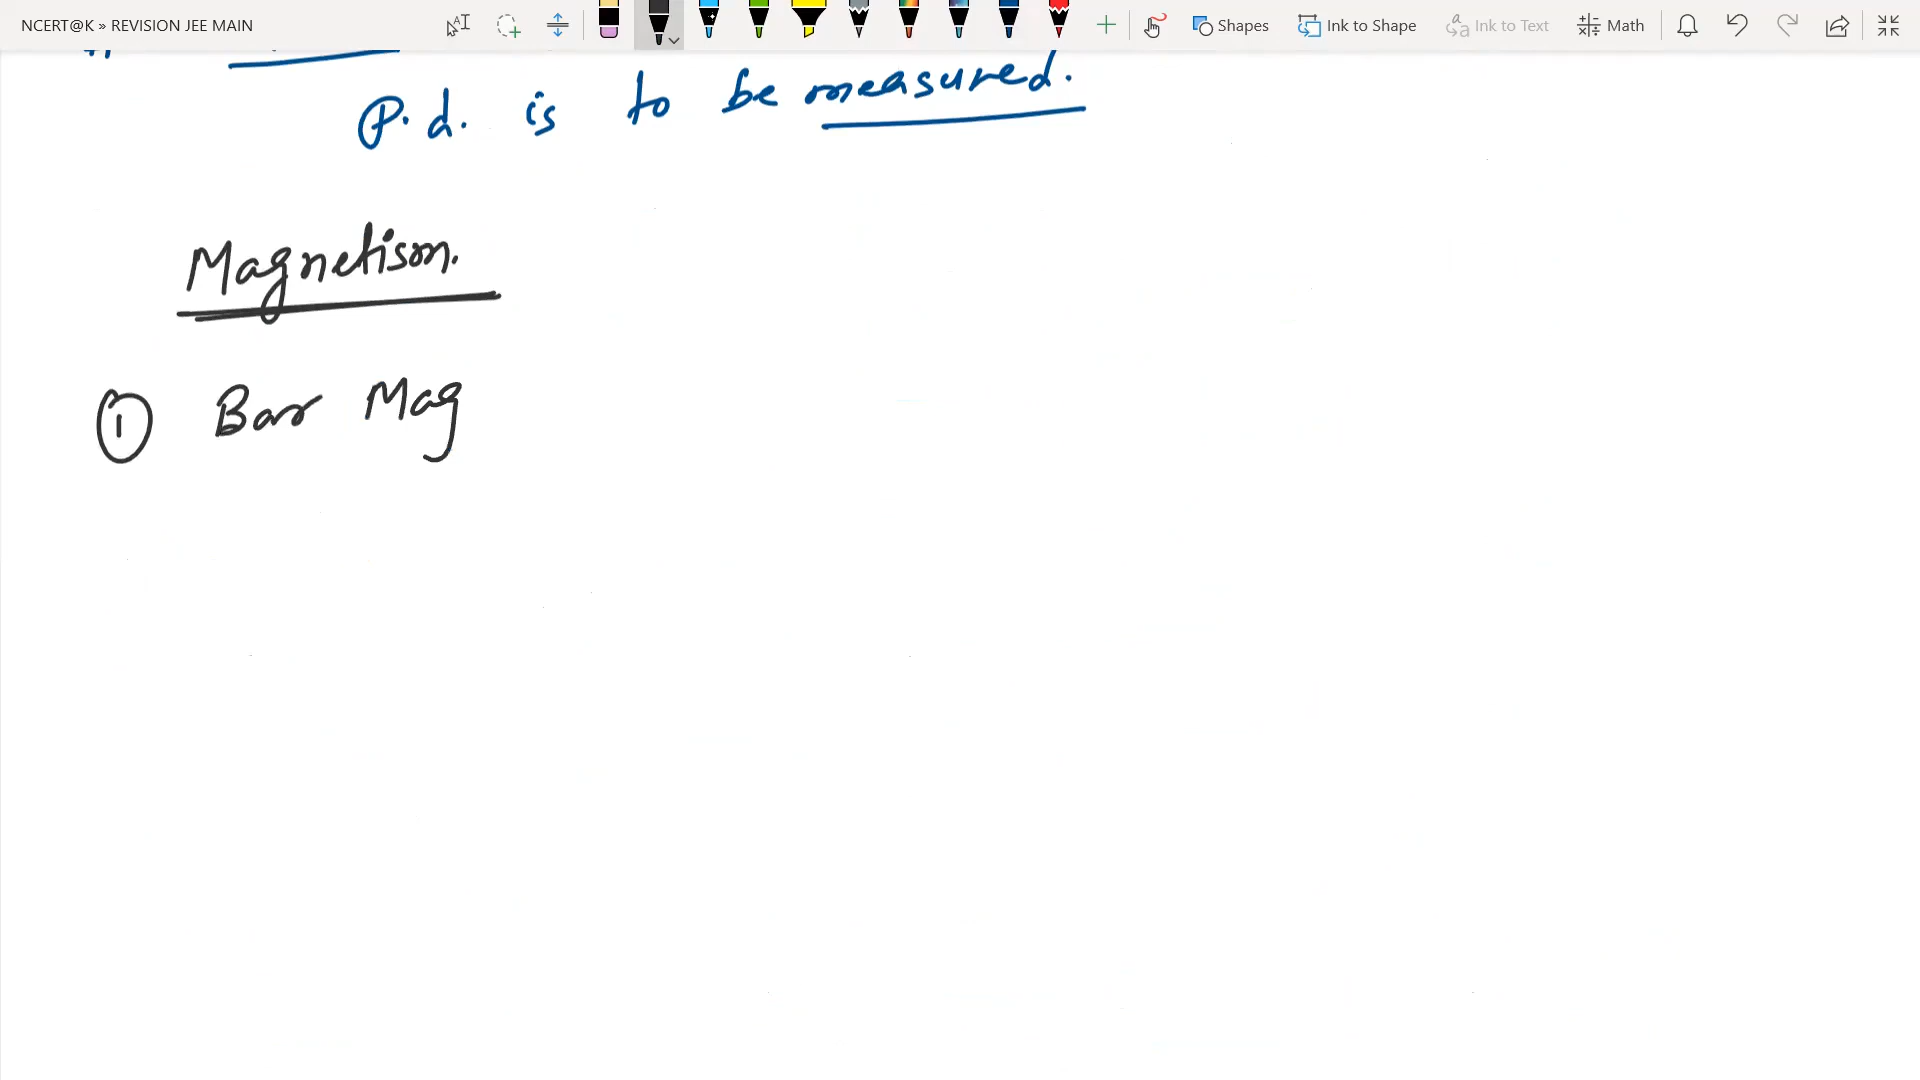 NCERT@K » REVISION JEE MAIN Shapes Ink to Shape Ink to Text Math
P.d. is to be measured.
Magnetism.
① Bar Mag